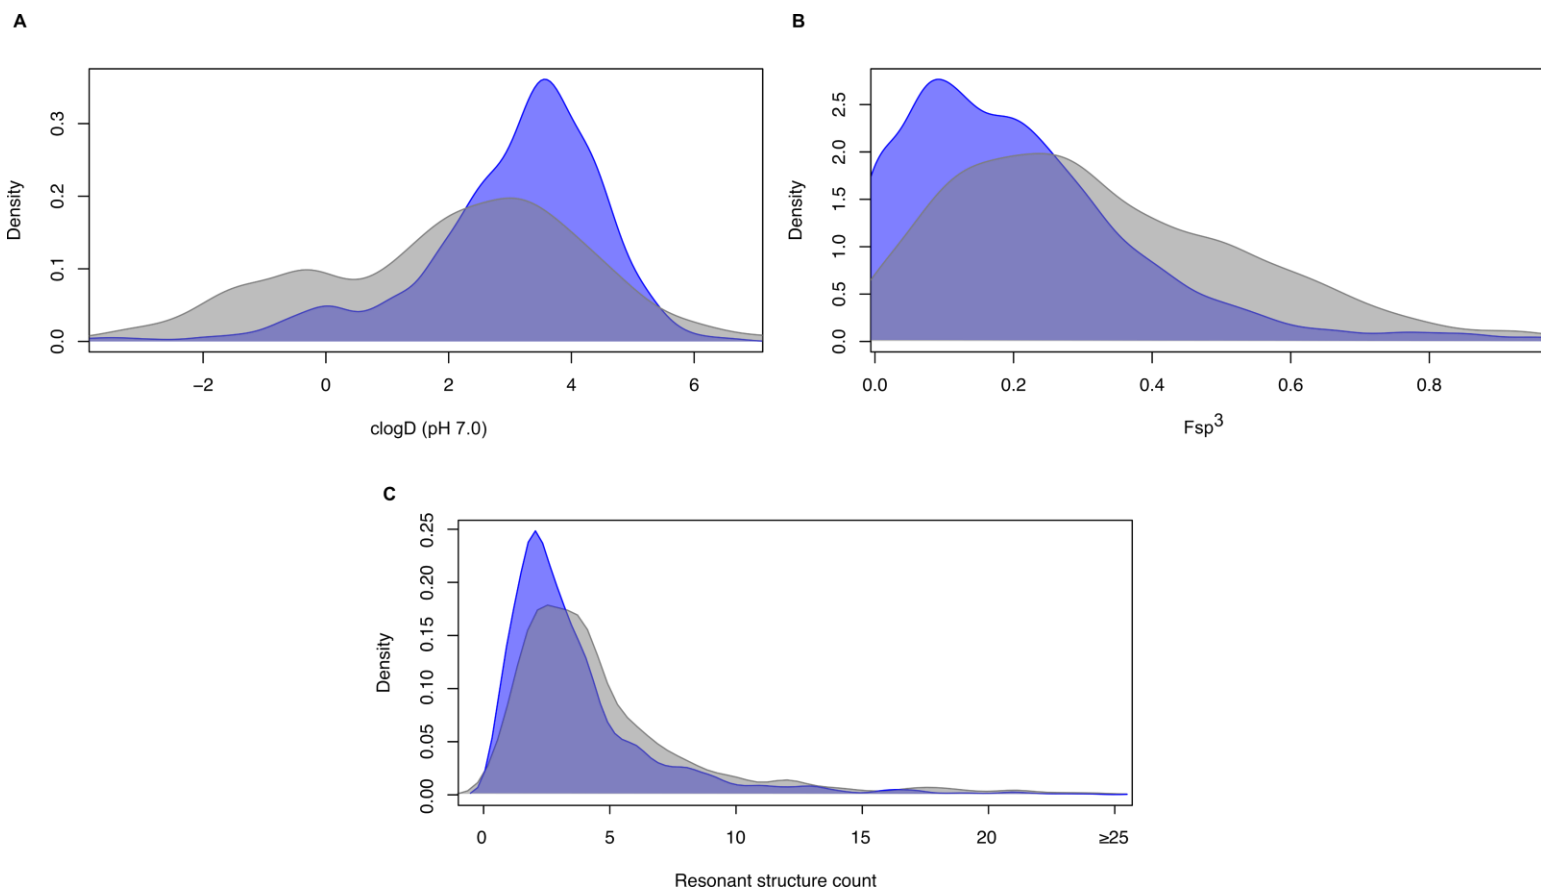 A
B
Density
0.0 0.1 0.2 0.3
−2 0 2 4 6
clogD (pH 7.0)
Density
0.0 0.5 1.0 1.5 2.0 2.5
0.0 0.2 0.4 0.6 0.8
Fsp3
C
Density
0.00 0.05 0.10 0.15 0.20 0.25
0 5 10 15 20 ≥25
Resonant structure count